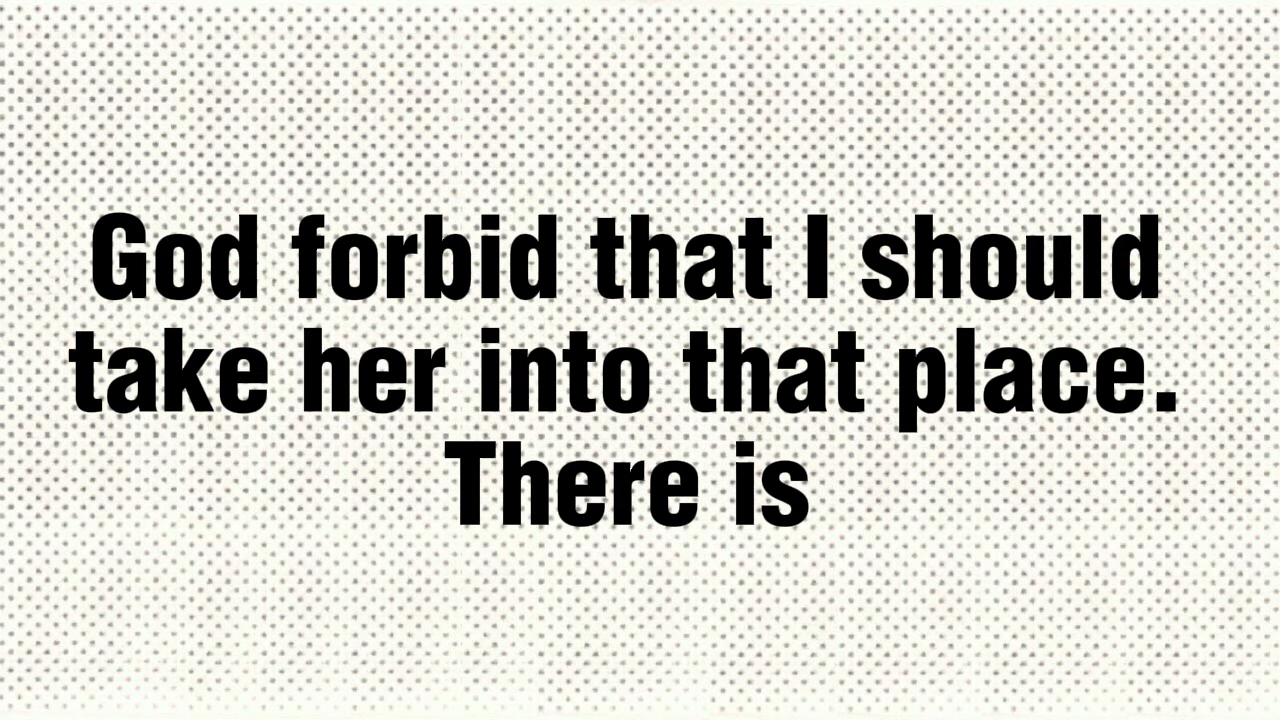 God forbid that I should
take her into that place.
There is